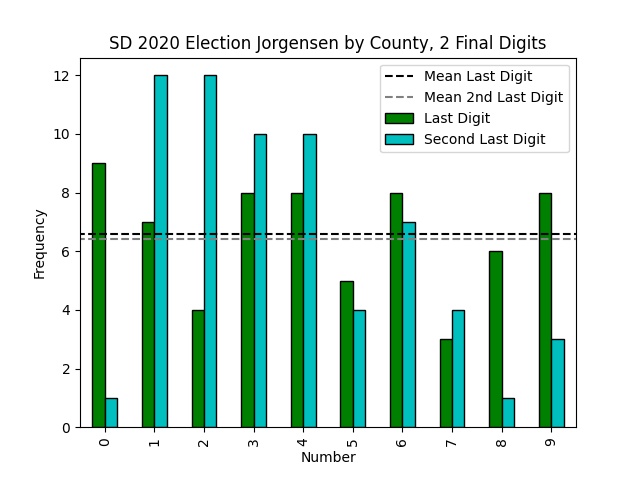 SD 2020 Election Jorgensen by County, 2 Final Digits
Mean Last Digit
Mean 2nd Last Digit
Last Digit
Second Last Digit
Frequency
12
10
8
6
4
2
0
0 1 2 3 4 5 6 7 8 9
Number